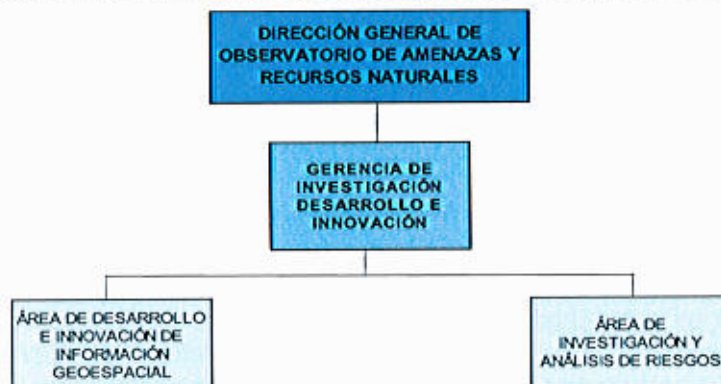 DIRECCIÓN GENERAL DE
OBSERVATORIO DE AMENAZAS Y
RECURSOS NATURALES
GERENCIA DE
INVESTIGACIÓN
DESARROLLO E
INNOVACIÓN
ÁREA DE DESARROLLO
E INNOVACIÓN DE
INFORMACIÓN
GEOESPACIAL
ÁREA DE
INVESTIGACIÓN Y
ANÁLISIS DE RIESGOS